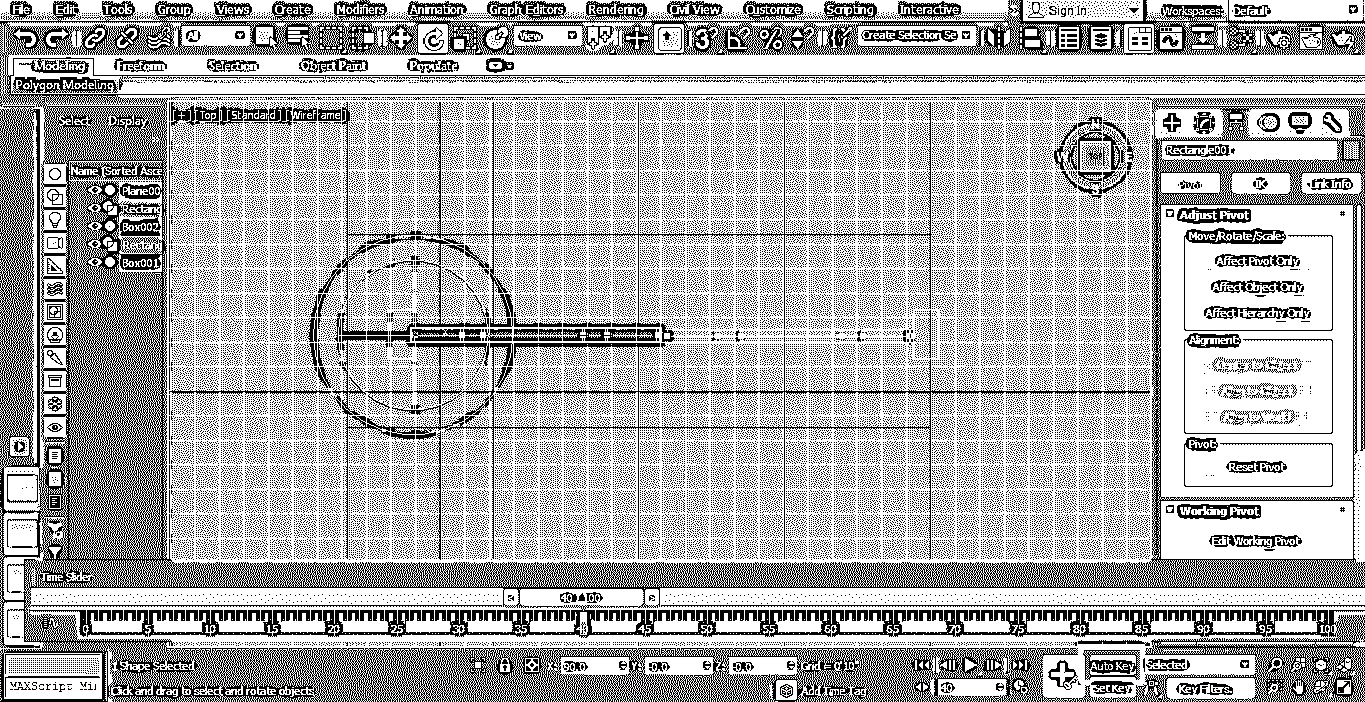 File Edit Tools Group Views Create Modifiers Animation Graph Editors Rendering Civil View Customize Scripting Interactive Sign In Workspaces: Default
All View 3 Create Selection Se
Modeling Freeform Selection Object Paint Populate
Polygon Modeling
Select Display
[+] [Top] [Standard] [Wireframe]
Name (Sorted Asce
Plane00
Rectang
Box002
Rectang
Box001
Rectangle001
Pivot IK Link Info
Adjust Pivot
Move/Rotate/Scale:
Affect Pivot Only
Affect Object Only
Affect Hierarchy Only
Alignment:
Pivot:
Reset Pivot
Working Pivot
Edit Working Pivot
Time Slider
< 40 / 100 >
0 5 10 15 20 25 30 35 45 50 55 60 65 70 75 80 85 90 95 100
1 Shape Selected X: 90.0 Y: -0.0 Z: -0.0 Grid = 0'10" Auto Key Selected
MAXScript Mi Click and drag to select and rotate objects Add Time Tag 40 Set Key Key Filters...